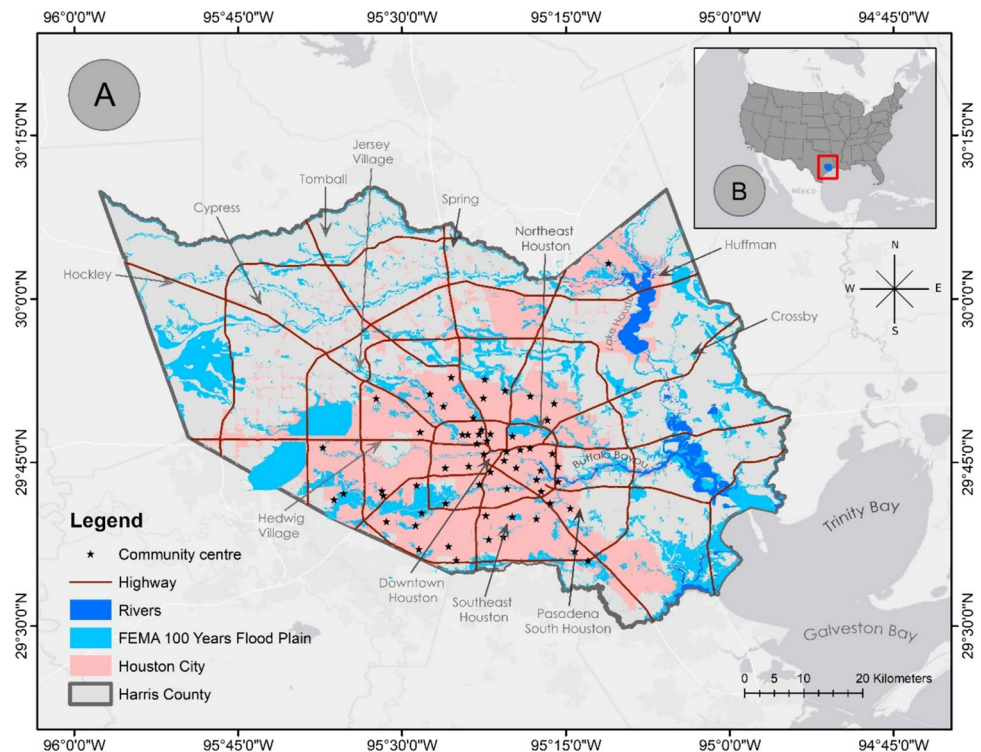 96°0'0"W 95°45'0"W 95°30'0"W 95°15'0"W 95°0'0"W 94°45'0"W
A
CANADA
MÉXICO
B
30°15'0"N 30°15'0"N
Jersey
Village
Tomball
Cypress
Spring
Northeast
Houston
Huffman
Hockley
N
W E
S
30°0'0"N 30°0'0"N
Lake Houston
Crossby
29°45'0"N 29°45'0"N
Buffalo Bayou
Trinity Bay
Hedwig
Village
Downtown
Houston
Southeast
Houston
Pasadena
South Houston
Galveston Bay
29°30'0"N 29°30'0"N
Legend
Community centre
Highway
Rivers
FEMA 100 Years Flood Plain
Houston City
Harris County
0 5 10 20 Kilometers
96°0'0"W 95°45'0"W 95°30'0"W 95°15'0"W 95°0'0"W 94°45'0"W